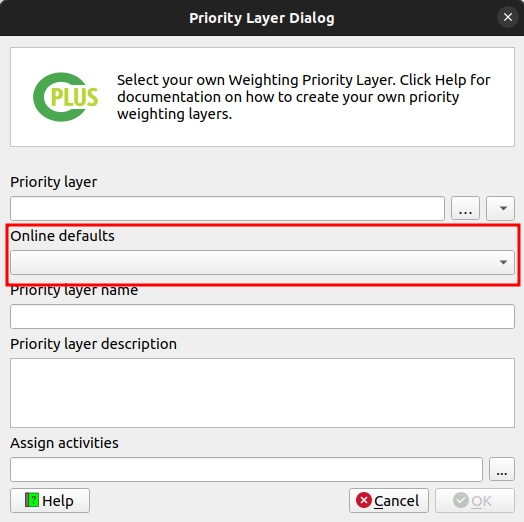 Priority Layer Dialog
CPLUS
Select your own Weighting Priority Layer. Click Help for
documentation on how to create your own priority
weighting layers.
Priority layer
...
Online defaults
Priority layer name
Priority layer description
Assign activities
...
? Help
Cancel
OK